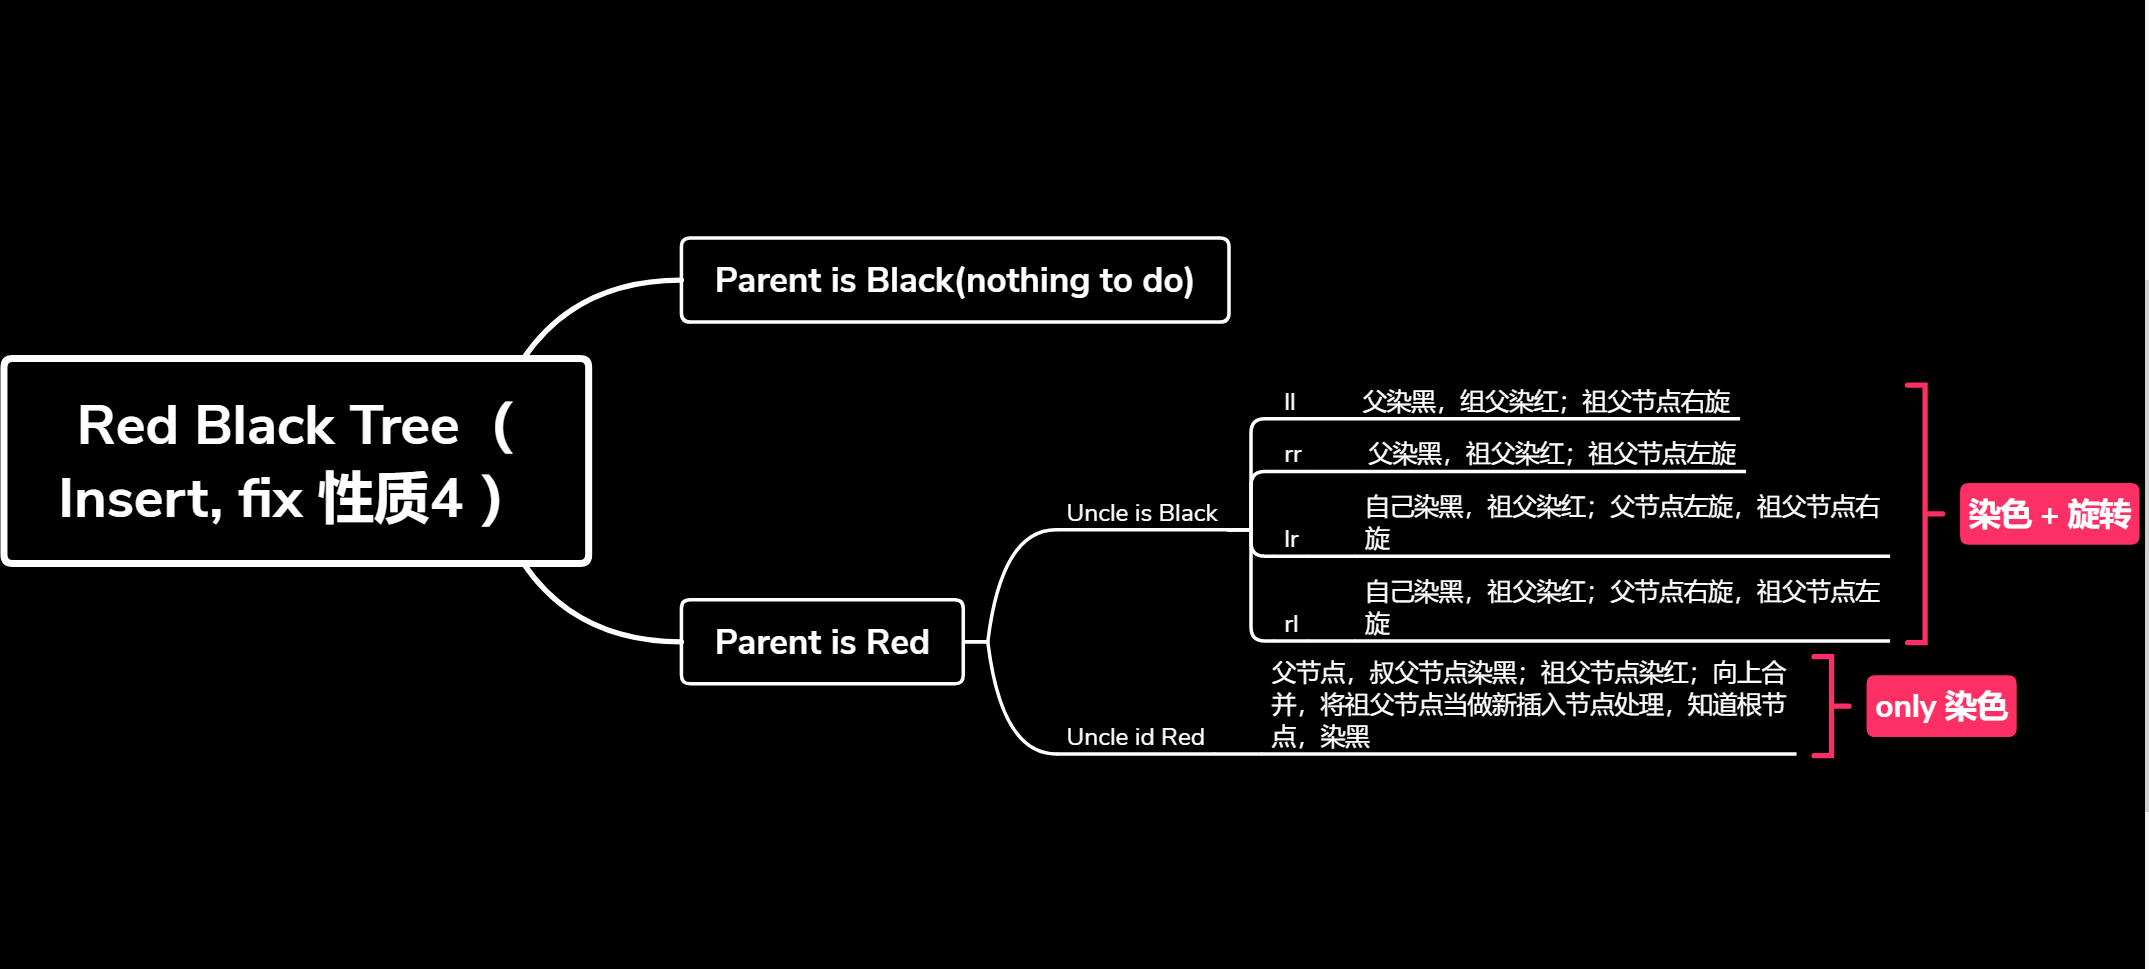 Red Black Tree（
Insert, fix 性质4 ）
Parent is Black(nothing to do)
Parent is Red
Uncle is Black
ll 父染黑，组父染红；祖父节点右旋
rr 父染黑，祖父染红；祖父节点左旋
lr 自己染黑，祖父染红；父节点左旋，祖父节点右
旋
rl 自己染黑，祖父染红；父节点右旋，祖父节点左
旋
染色 + 旋转
Uncle id Red
父节点，叔父节点染黑；祖父节点染红；向上合
并，将祖父节点当做新插入节点处理，知道根节
点，染黑
only 染色